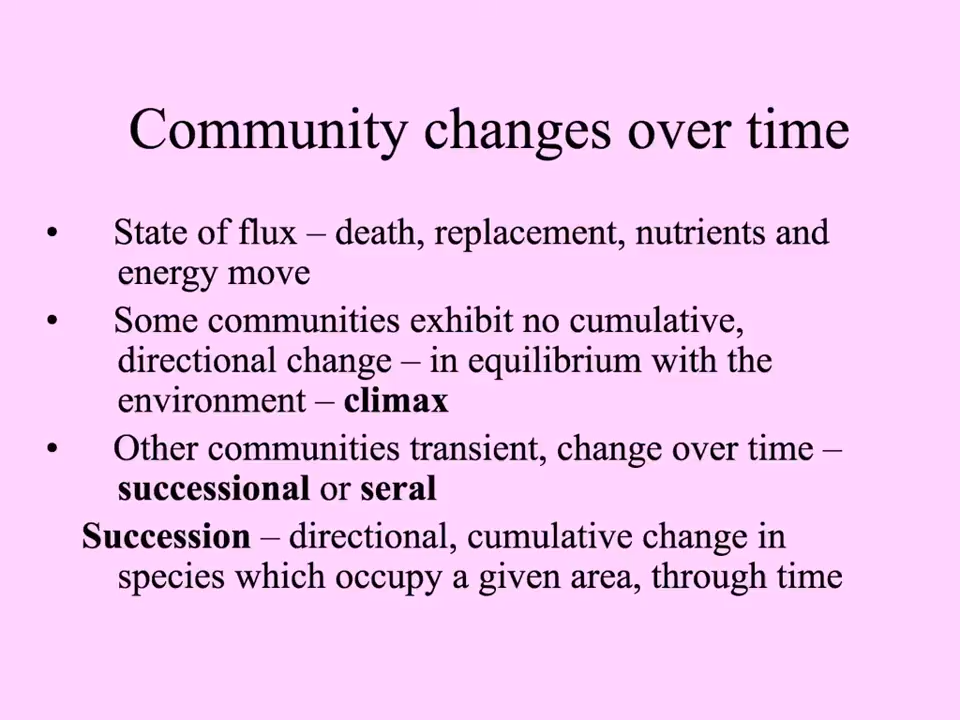 Community changes over time
• State of flux – death, replacement, nutrients and
energy move
• Some communities exhibit no cumulative,
directional change – in equilibrium with the
environment – climax
• Other communities transient, change over time –
successional or seral
Succession – directional, cumulative change in
species which occupy a given area, through time